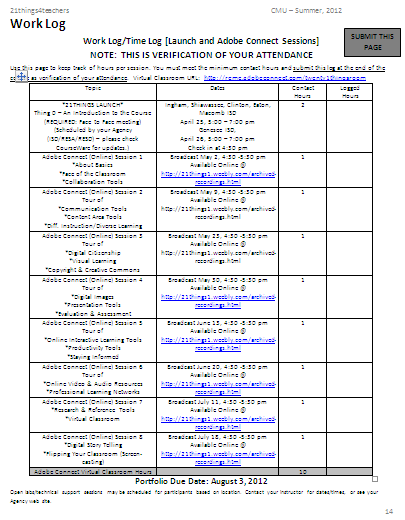 21things4teachers
CMU – Summer, 2012
Work Log
Work Log/Time Log [Launch and Adobe Connect Sessions]
NOTE: THIS IS VERIFICATION OF YOUR ATTENDANCE
SUBMIT THIS
PAGE
Use this page to keep track of hours per session. You must meet the minimum contact hours and submit this log at the end of the
as verification of your attendance. Virtual Classroom URL:
Topic
Dates
Contact
Hours
Logged
Hours
*21THINGS LAUNCH*
Thing 0 – An Introduction to the Course
(REQUIRED: Face to Face meeting)
(Scheduled by your Agency
(ISD/RESA/RESD) – please check
CourseWare for updates.)
Ingham, Shiawassee, Clinton, Eaton,
Macomb ISD
April 25, 5:00 – 7:00 pm
Genesee ISD,
April 26, 5:00 – 7:00 pm
Check in at 4:30 pm
2
Adobe Connect (Online) Session 1
*About Basics
*Face of the Classroom
*Collaboration Tools
Broadcast May 2, 4:30 -5:30 pm
Available Online @
http://21things1.weebly.com/archived-
recordings.html
1
Adobe Connect (Online) Session 2
Tour of
*Communication Tools
*Content Area Tools
*Diff. Instruction/Diverse Learning
Broadcast May 9, 4:30 -5:30 pm
Available Online @
http://21things1.weebly.com/archived-
recordings.html
1
Adobe Connect (Online) Session 3
Tour of
*Digital Citizenship
*Visual Learning
*Copyright & Creative Commons
Broadcast May 23, 4:30 -5:30 pm
Available Online @
http://21things1.weebly.com/archived-
recordings.html
1
Adobe Connect (Online) Session 4
Tour of
*Digital Images
*Presentation Tools
*Evaluation & Assessment
Broadcast May 30, 4:30 -5:30 pm
Available Online @
http://21things1.weebly.com/archived-
recordings.html
1
Adobe Connect (Online) Session 5
Tour of
*Online Interactive Learning Tools
*Productivity Tools
*Staying Informed
Broadcast June 13, 4:30 -5:30 pm
Available Online @
http://21things1.weebly.com/archived-
recordings.html
1
Adobe Connect (Online) Session 6
Tour of
*Online Video & Audio Resources
*Professional Learning Networks
Broadcast June 20, 4:30 -5:30 pm
Available Online @
http://21things1.weebly.com/archived-
recordings.html
1
Adobe Connect (Online) Session 7
*Research & Reference Tools
*Virtual Classroom
Broadcast July 11, 4:30 -5:30 pm
Available Online @
http://21things1.weebly.com/archived-
recordings.html
1
Adobe Connect (Online) Session 8
*Digital Story Telling
*Flipping Your Classroom (Screen-
casting)
Broadcast July 18, 4:30 -5:30 pm
Available Online @
http://21things1.weebly.com/archived-
recordings.html
1
Adobe Connect Virtual Classroom Hours
10
Portfolio Due Date: August 3, 2012
Open labs/technical support sessions may be scheduled for participants based on location. Contact your instructor for dates/times, or see your
Agency web site.
14